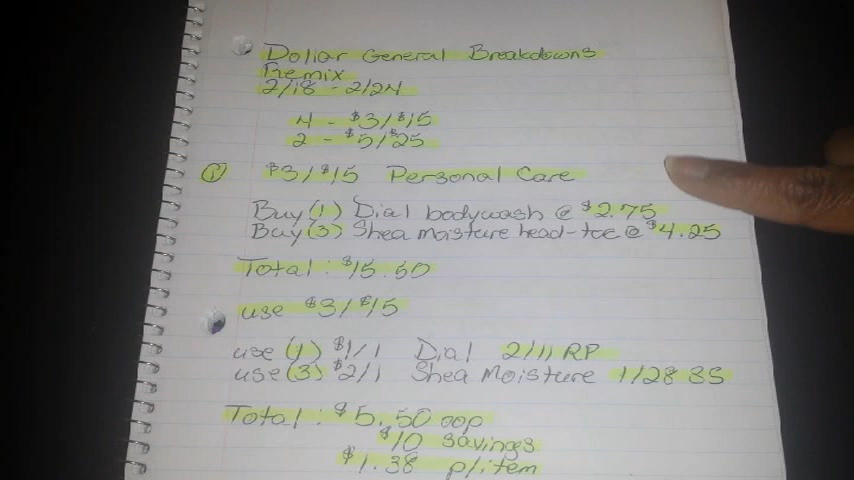 Dollar General Breakdowns
Remix
2/18 - 2/24
4 - $3/$15
2 - $5/$25
① $3/$15 Personal Care
Buy (1) Dial bodywash @ $2.75
Buy (3) Shea moisture head-toe @ $4.25
Total: $15.50
use $3/$15
use (1) $1/1 Dial 2/11 RP
use (3) $2/1 Shea Moisture 1/28 SS
Total: $5.50 oop
$10 savings
$1.38 p/item